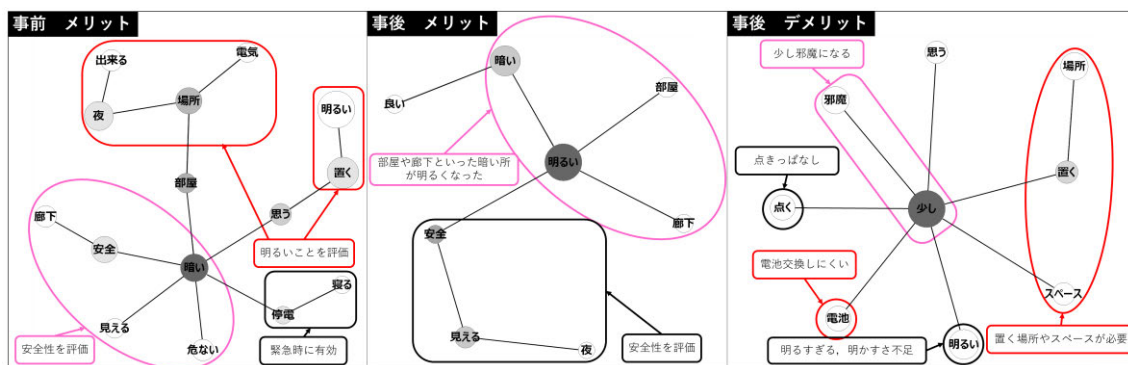 事前 メリット
出来る
電気
夜
場所
明るい
置く
部屋
思う
廊下
安全
暗い
明るいことを評価
見える
危ない
停電
寝る
安全性を評価
緊急時に有効
事後 メリット
暗い
良い
部屋
部屋や廊下といった暗い所
が明るくなった
明るい
廊下
安全
見える
夜
安全性を評価
事後 デメリット
少し邪魔になる
思う
場所
邪魔
点きっぱなし
置く
点く
少し
電池交換しにくい
電池
スペース
明るすぎる，明かすさ不足
明るい
置く場所やスペースが必要